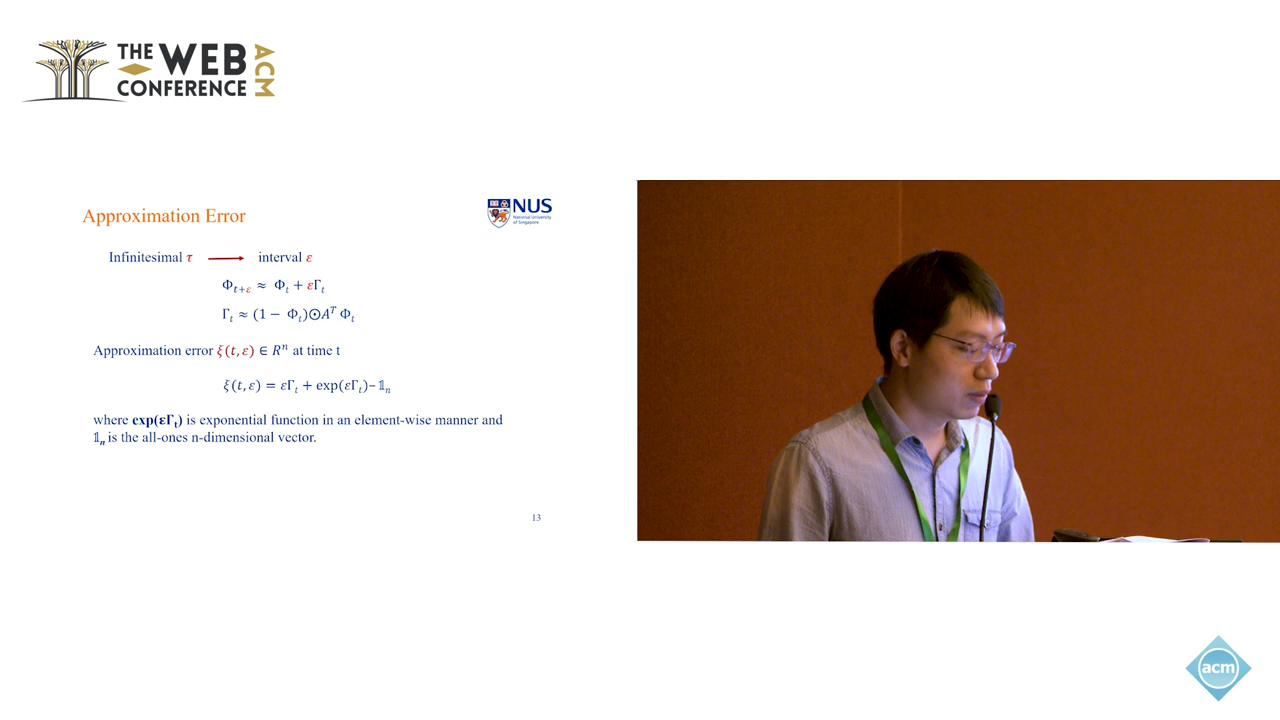 THE WEB
CONFERENCE
ACM
Approximation Error
NUS
National University
of Singapore
Infinitesimal τ ⟶ interval ε
Φ_{t+ε} ≈ Φ_t + εΓ_t
Γ_t ≈ (1 − Φ_t)⊙A^T Φ_t
Approximation error ξ(t, ε) ∈ R^n at time t
ξ(t, ε) = εΓ_t + exp(εΓ_t)– 𝟙_n
where exp(εΓ_t) is exponential function in an element-wise manner and
𝟙_n is the all-ones n-dimensional vector.
13
acm